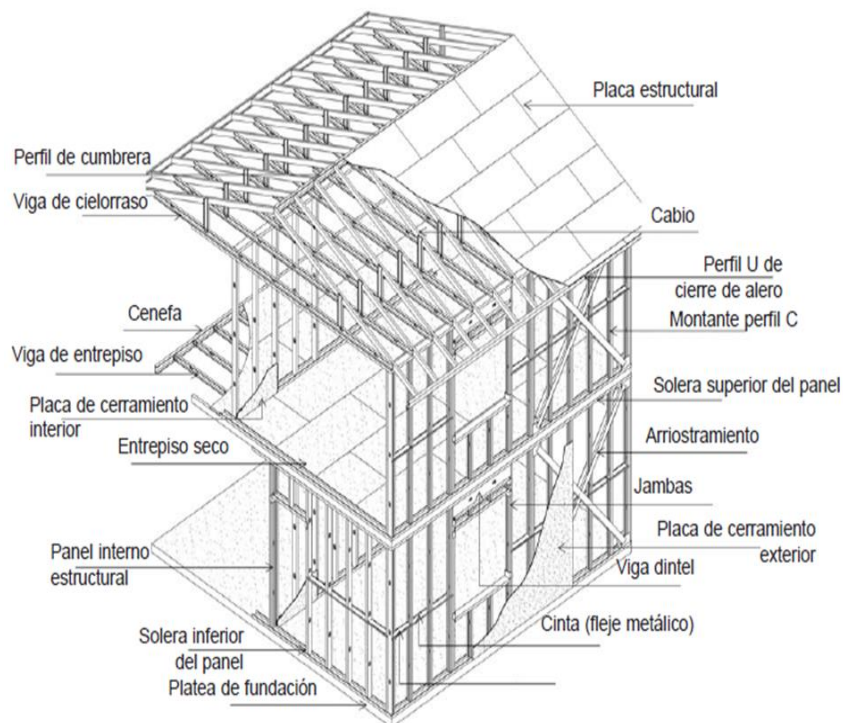 Placa estructural
Perfil de cumbrera
Viga de cielorraso
Cabio
Perfil U de
cierre de alero
Montante perfil C
Cenefa
Viga de entrepiso
Solera superior del panel
Placa de cerramiento
interior
Arriostramiento
Entrepiso seco
Jambas
Placa de cerramiento
exterior
Panel interno
estructural
Viga dintel
Cinta (fleje metálico)
Solera inferior
del panel
Platea de fundación